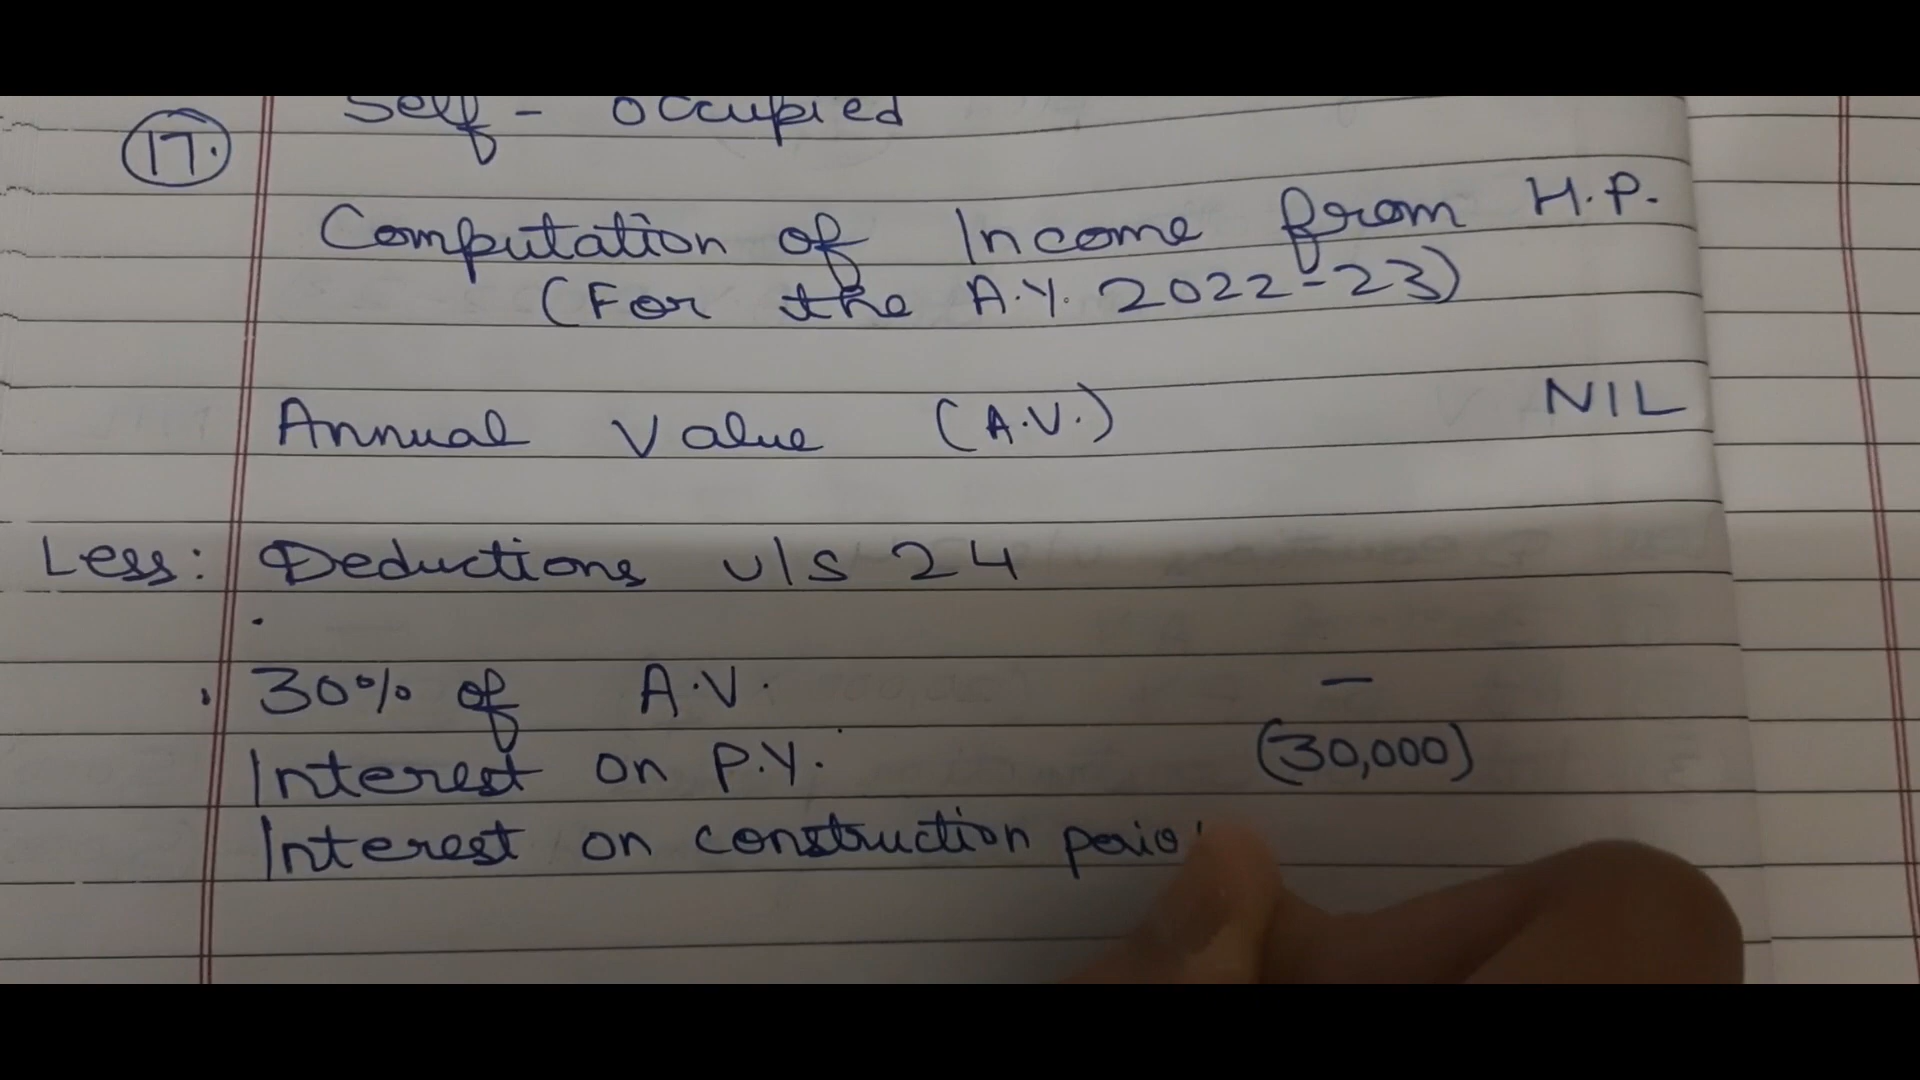 17. Self - Occupied
Computation of Income from H.P.
(For the A.Y. 2022-23)
Annual Value (A.V.) NIL
Less: Deductions u/s 24
30% of A.V. —
Interest on P.Y. (30,000)
Interest on construction perio